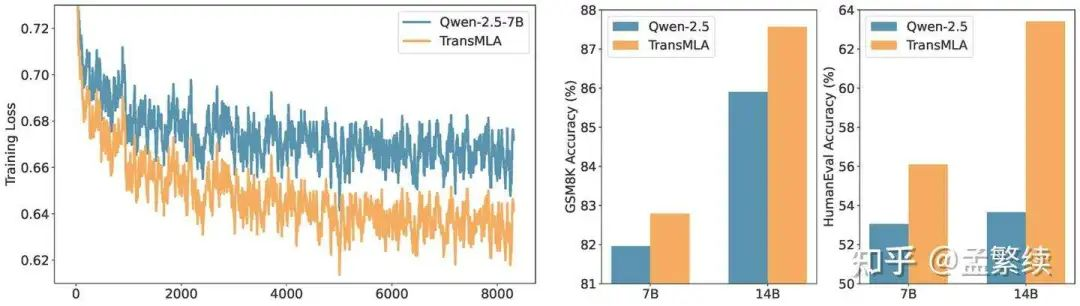 Training Loss
0.72
0.70
0.68
0.66
0.64
0.62
0
2000
4000
6000
8000
Qwen-2.5-7B
TransMLA
GSM8K Accuracy (%)
88
87
86
85
84
83
82
81
7B
14B
Qwen-2.5
TransMLA
HumanEval Accuracy (%)
64
62
60
58
56
54
52
50
7B
14B
Qwen-2.5
TransMLA
知乎 @孟繁续